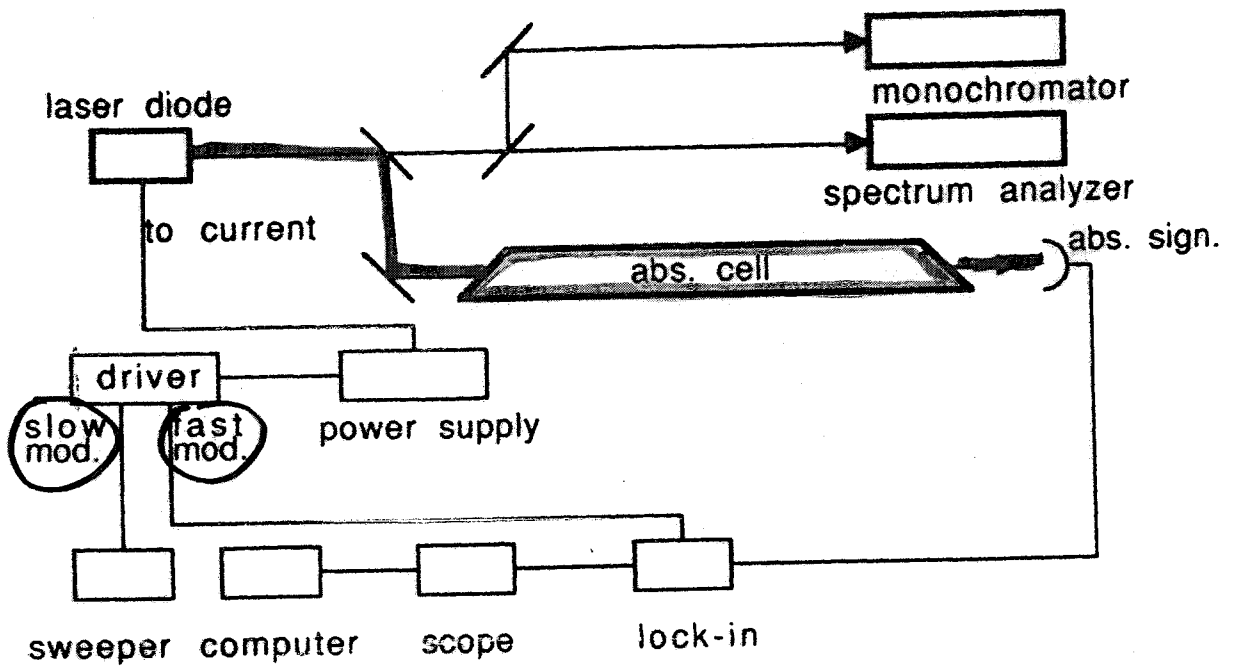 monochromator
laser diode
spectrum analyzer
to current
abs. sign.
abs. cell
driver
slow
mod.
fast
mod.
power supply
sweeper
computer
scope
lock-in